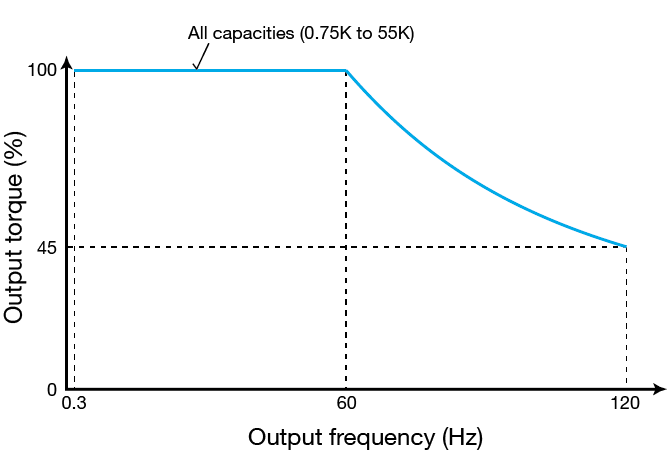 All capacities (0.75K to 55K)
100
45
0
Output torque (%)
0.3
60
120
Output frequency (Hz)